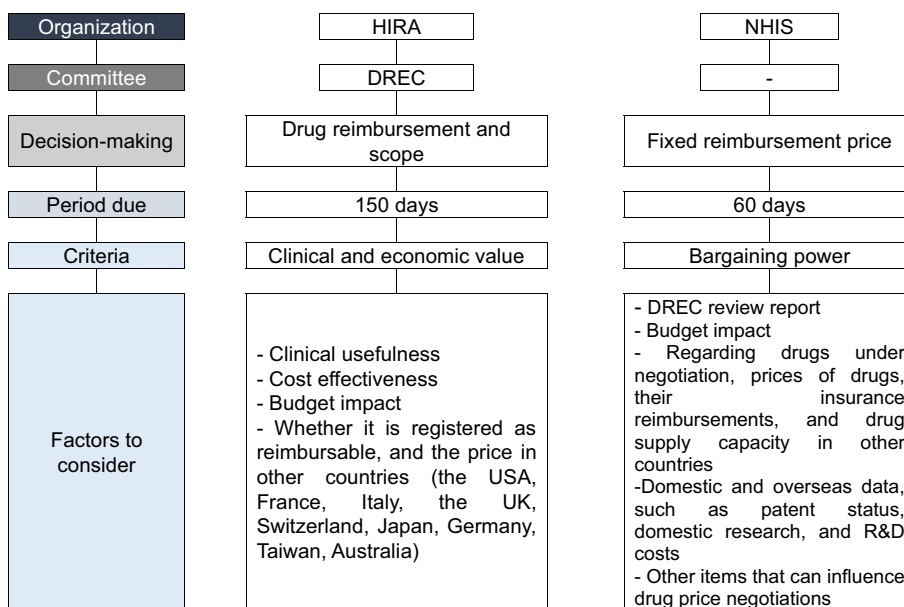 Organization
HIRA
NHIS
Committee
DREC
-
Decision-making
Drug reimbursement and
scope
Fixed reimbursement price
Period due
150 days
60 days
Criteria
Clinical and economic value
Bargaining power
Factors to
consider
- Clinical usefulness
- Cost effectiveness
- Budget impact
- Whether it is registered as
reimbursable, and the price in
other countries (the USA,
France, Italy, the UK,
Switzerland, Japan, Germany,
Taiwan, Australia)
- DREC review report
- Budget impact
- Regarding drugs under
negotiation, prices of drugs,
their insurance
reimbursements, and drug
supply capacity in other
countries
-Domestic and overseas data,
such as patent status,
domestic research, and R&D
costs
- Other items that can influence
drug price negotiations